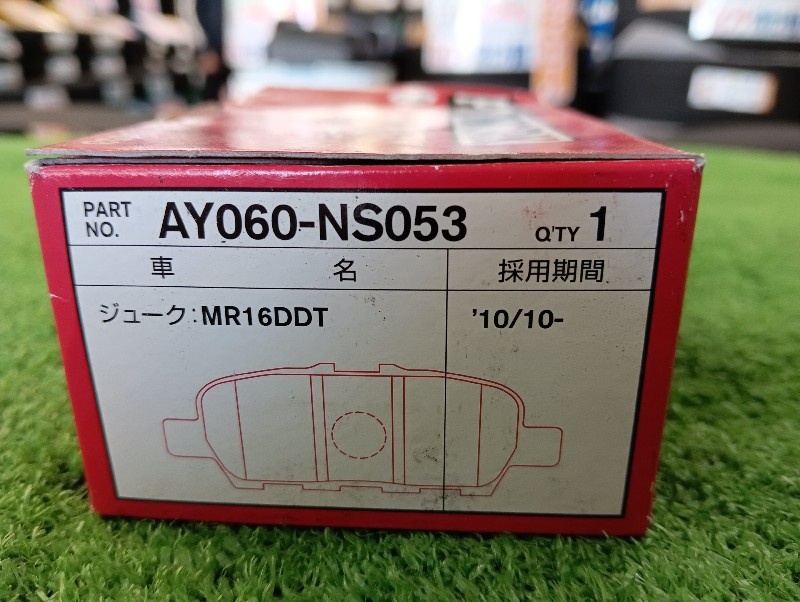 PART NO. AY060-NS053 Q'TY 1
車名 採用期間
ジューク:MR16DDT '10/10-